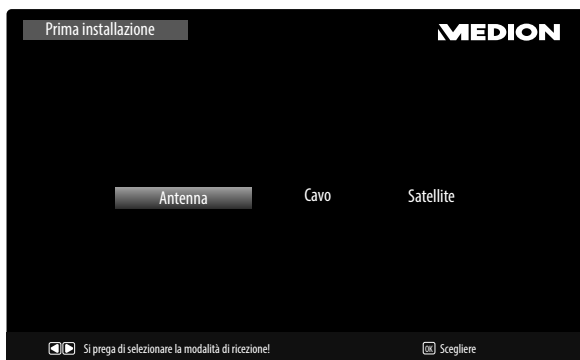 Prima installazione
MEDION
Antenna Cavo Satellite
Si prega di selezionare la modalità di ricezione! OK Scegliere